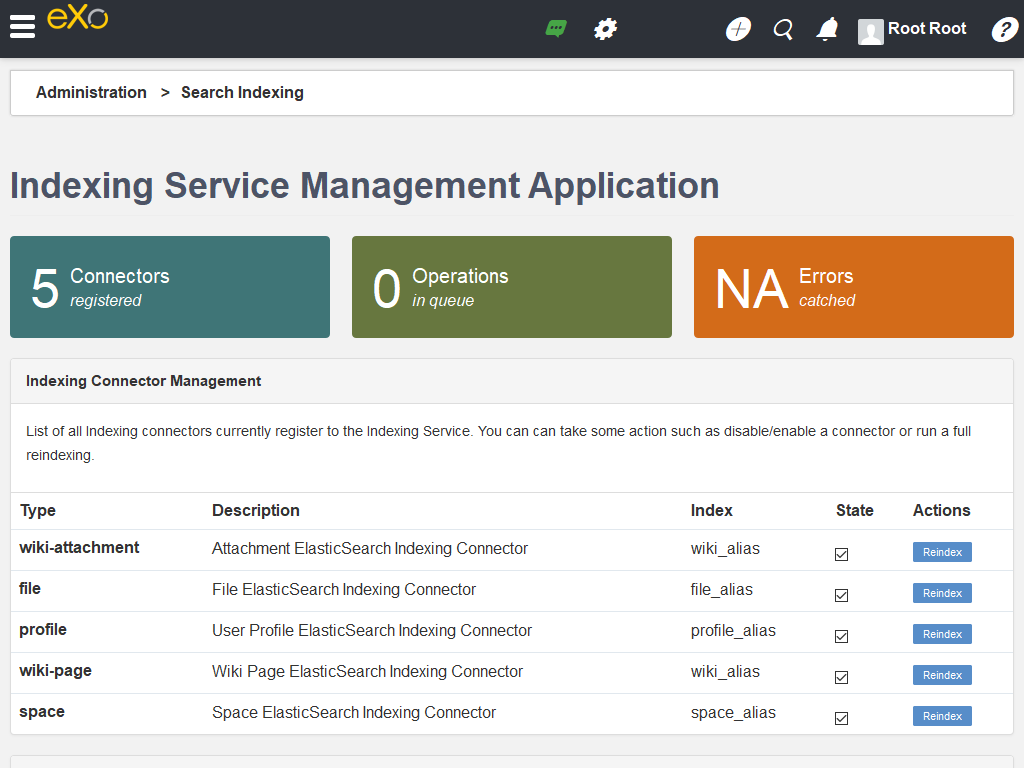 eXo
Root Root
?
Administration > Search Indexing
Indexing Service Management Application
5 Connectors registered
0 Operations in queue
NA Errors catched
Indexing Connector Management
List of all Indexing connectors currently register to the Indexing Service. You can can take some action such as disable/enable a connector or run a full
reindexing.
Type Description Index State Actions
wiki-attachment Attachment ElasticSearch Indexing Connector wiki_alias Reindex
file File ElasticSearch Indexing Connector file_alias Reindex
profile User Profile ElasticSearch Indexing Connector profile_alias Reindex
wiki-page Wiki Page ElasticSearch Indexing Connector wiki_alias Reindex
space Space ElasticSearch Indexing Connector space_alias Reindex